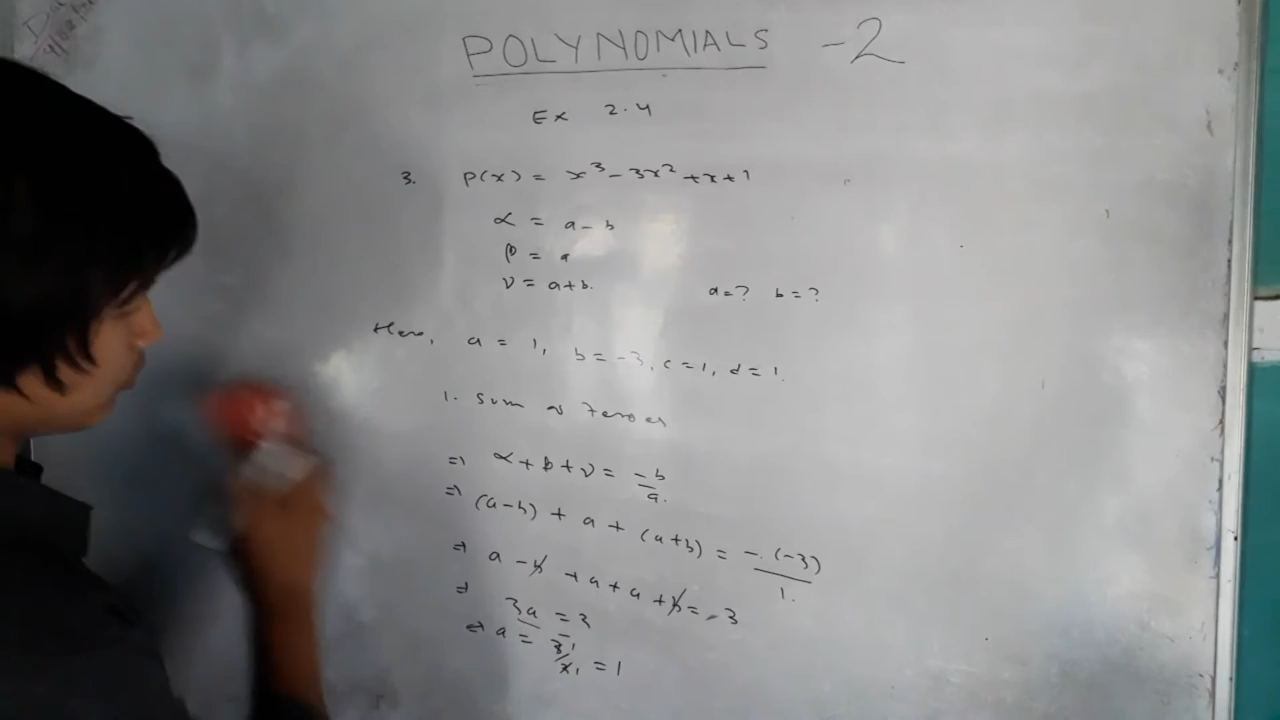 POLYNOMIALS -2
Ex 2.4
3. P(x) = x³ - 3x² + x + 1
α = a - b
β = a
γ = a + b. a = ? b = ?
Here, a = 1, b = -3, c = 1, d = 1.
1. Sum of zeroes
⇒ α + β + γ = -b/a.
⇒ (a-b) + a + (a+b) = -(-3)/1.
⇒ a - b + a + a + b = 3
⇒ 3a = 3
⇒ a = 3/3 = 1